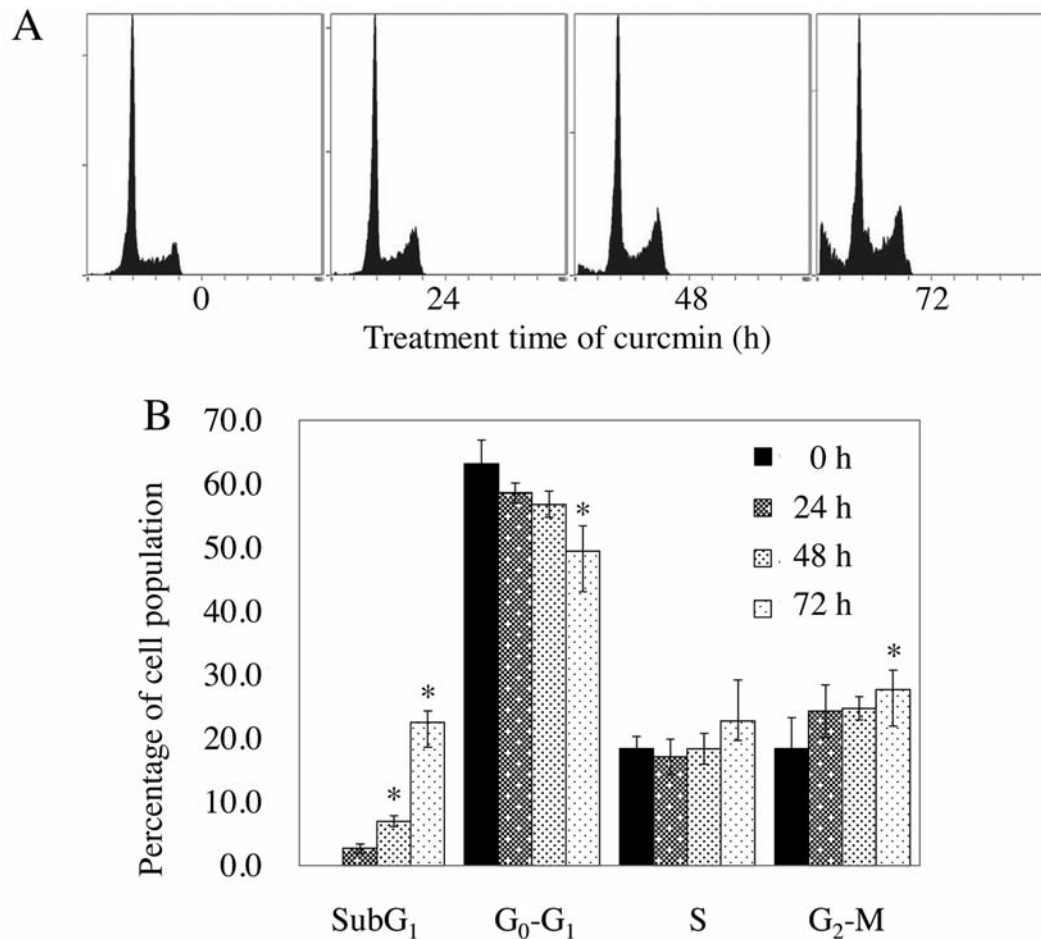 A
0 24 48 72
Treatment time of curcmin (h)
B
Percentage of cell population
70.0
60.0
50.0
40.0
30.0
20.0
10.0
0.0
0 h
24 h
48 h
72 h
*
*
*
*
SubG₁ G₀-G₁ S G₂-M